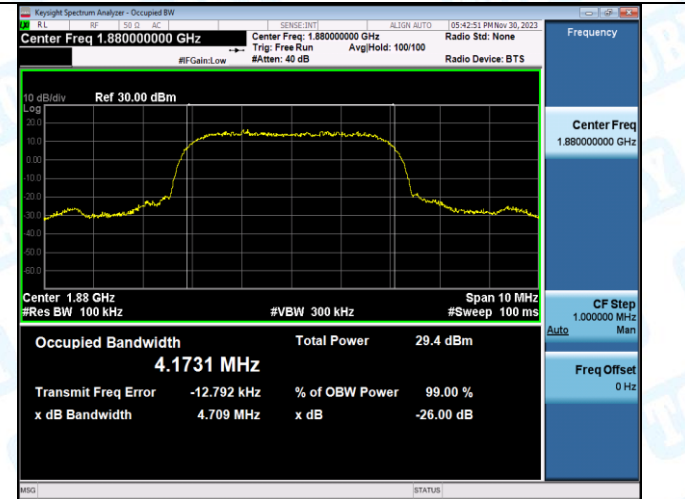 Keysight Spectrum Analyzer - Occupied BW
RL RF 50 Ω AC SENSE:INT ALIGN AUTO 05:42:51 PM Nov 30, 2023
Center Freq 1.880000000 GHz Center Freq: 1.880000000 GHz Radio Std: None
Trig: Free Run Avg|Hold: 100/100
#IFGain:Low #Atten: 40 dB Radio Device: BTS
Frequency
10 dB/div Ref 30.00 dBm
Log
20.0
10.0
0.00
-10.0
-20.0
-30.0
-40.0
-50.0
-60.0
Center 1.88 GHz Span 10 MHz
#Res BW 100 kHz #VBW 300 kHz #Sweep 100 ms
Occupied Bandwidth Total Power 29.4 dBm
4.1731 MHz
Transmit Freq Error -12.792 kHz % of OBW Power 99.00 %
x dB Bandwidth 4.709 MHz x dB -26.00 dB
Center Freq
1.880000000 GHz
CF Step
1.000000 MHz
Auto Man
Freq Offset
0 Hz
MSG STATUS